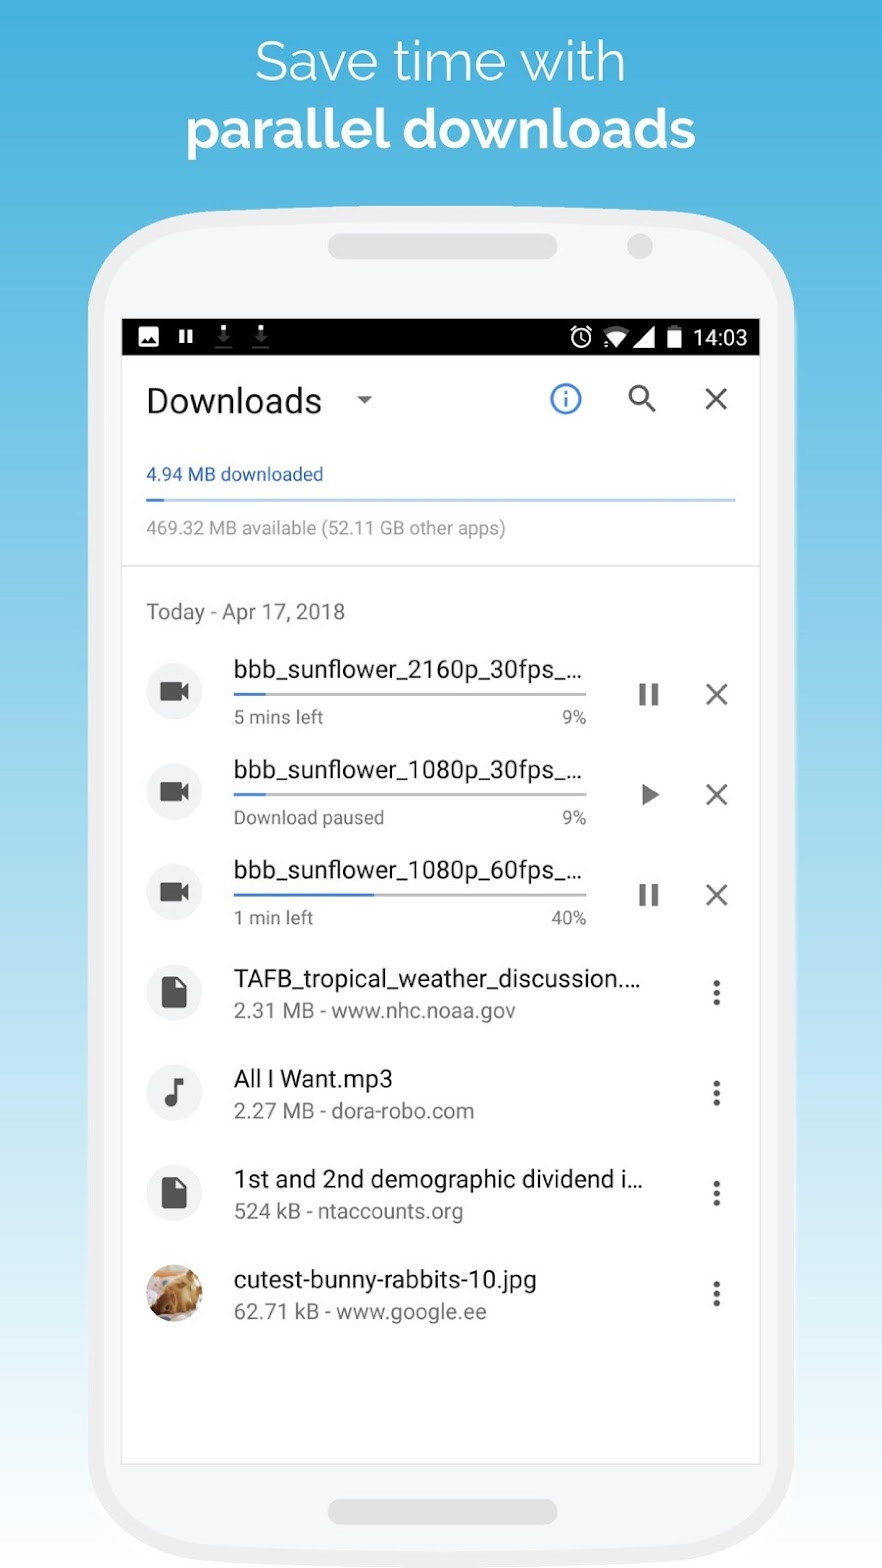 Save time with
parallel downloads
14:03
Downloads
4.94 MB downloaded
469.32 MB available (52.11 GB other apps)
Today - Apr 17, 2018
bbb_sunflower_2160p_30fps_...
5 mins left 9%
bbb_sunflower_1080p_30fps_...
Download paused 9%
bbb_sunflower_1080p_60fps_...
1 min left 40%
TAFB_tropical_weather_discussion....
2.31 MB - www.nhc.noaa.gov
All I Want.mp3
2.27 MB - dora-robo.com
1st and 2nd demographic dividend i...
524 kB - ntaccounts.org
cutest-bunny-rabbits-10.jpg
62.71 kB - www.google.ee